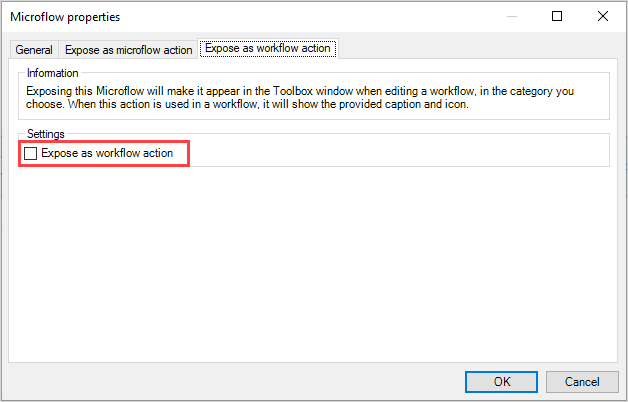 Microflow properties
General Expose as microflow action Expose as workflow action
Information
Exposing this Microflow will make it appear in the Toolbox window when editing a workflow, in the category you
choose. When this action is used in a workflow, it will show the provided caption and icon.
Settings
Expose as workflow action
OK Cancel